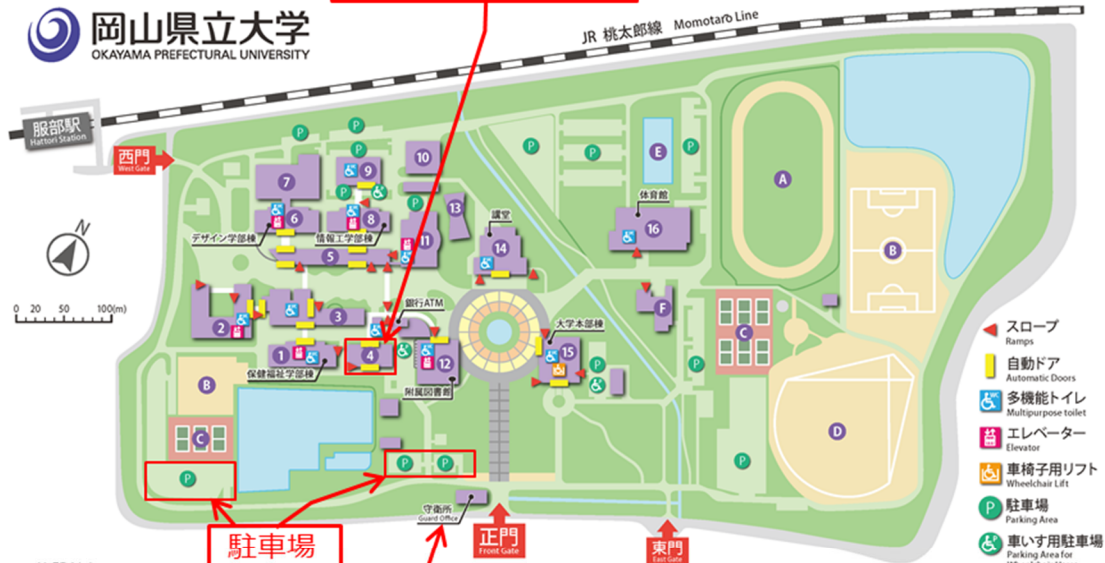 岡山県立大学
OKAYAMA PREFECTURAL UNIVERSITY
JR 桃太郎線 Momotaro Line
服部駅
Hattori Station
西門
West Gate
N
0 20 50 100(m)
P
P
P
P
P
P
P
P
10
9
7
6
8
デザイン学部棟
情報工学部棟
5
11
13
講堂
14
E
体育館
16
A
B
F
C
2
3
銀行ATM
大学本部棟
15
1
4
12
保健福祉学部棟
附属図書館
P
P
P
B
C
D
P
P
P
駐車場
守衛所
Guard Office
正門
Front Gate
東門
East Gate
スロープ
Ramps
自動ドア
Automatic Doors
多機能トイレ
Multipurpose toilet
エレベーター
Elevator
車椅子用リフト
Wheelchair Lift
P
駐車場
Parking Area
車いす用駐車場
Parking Area for